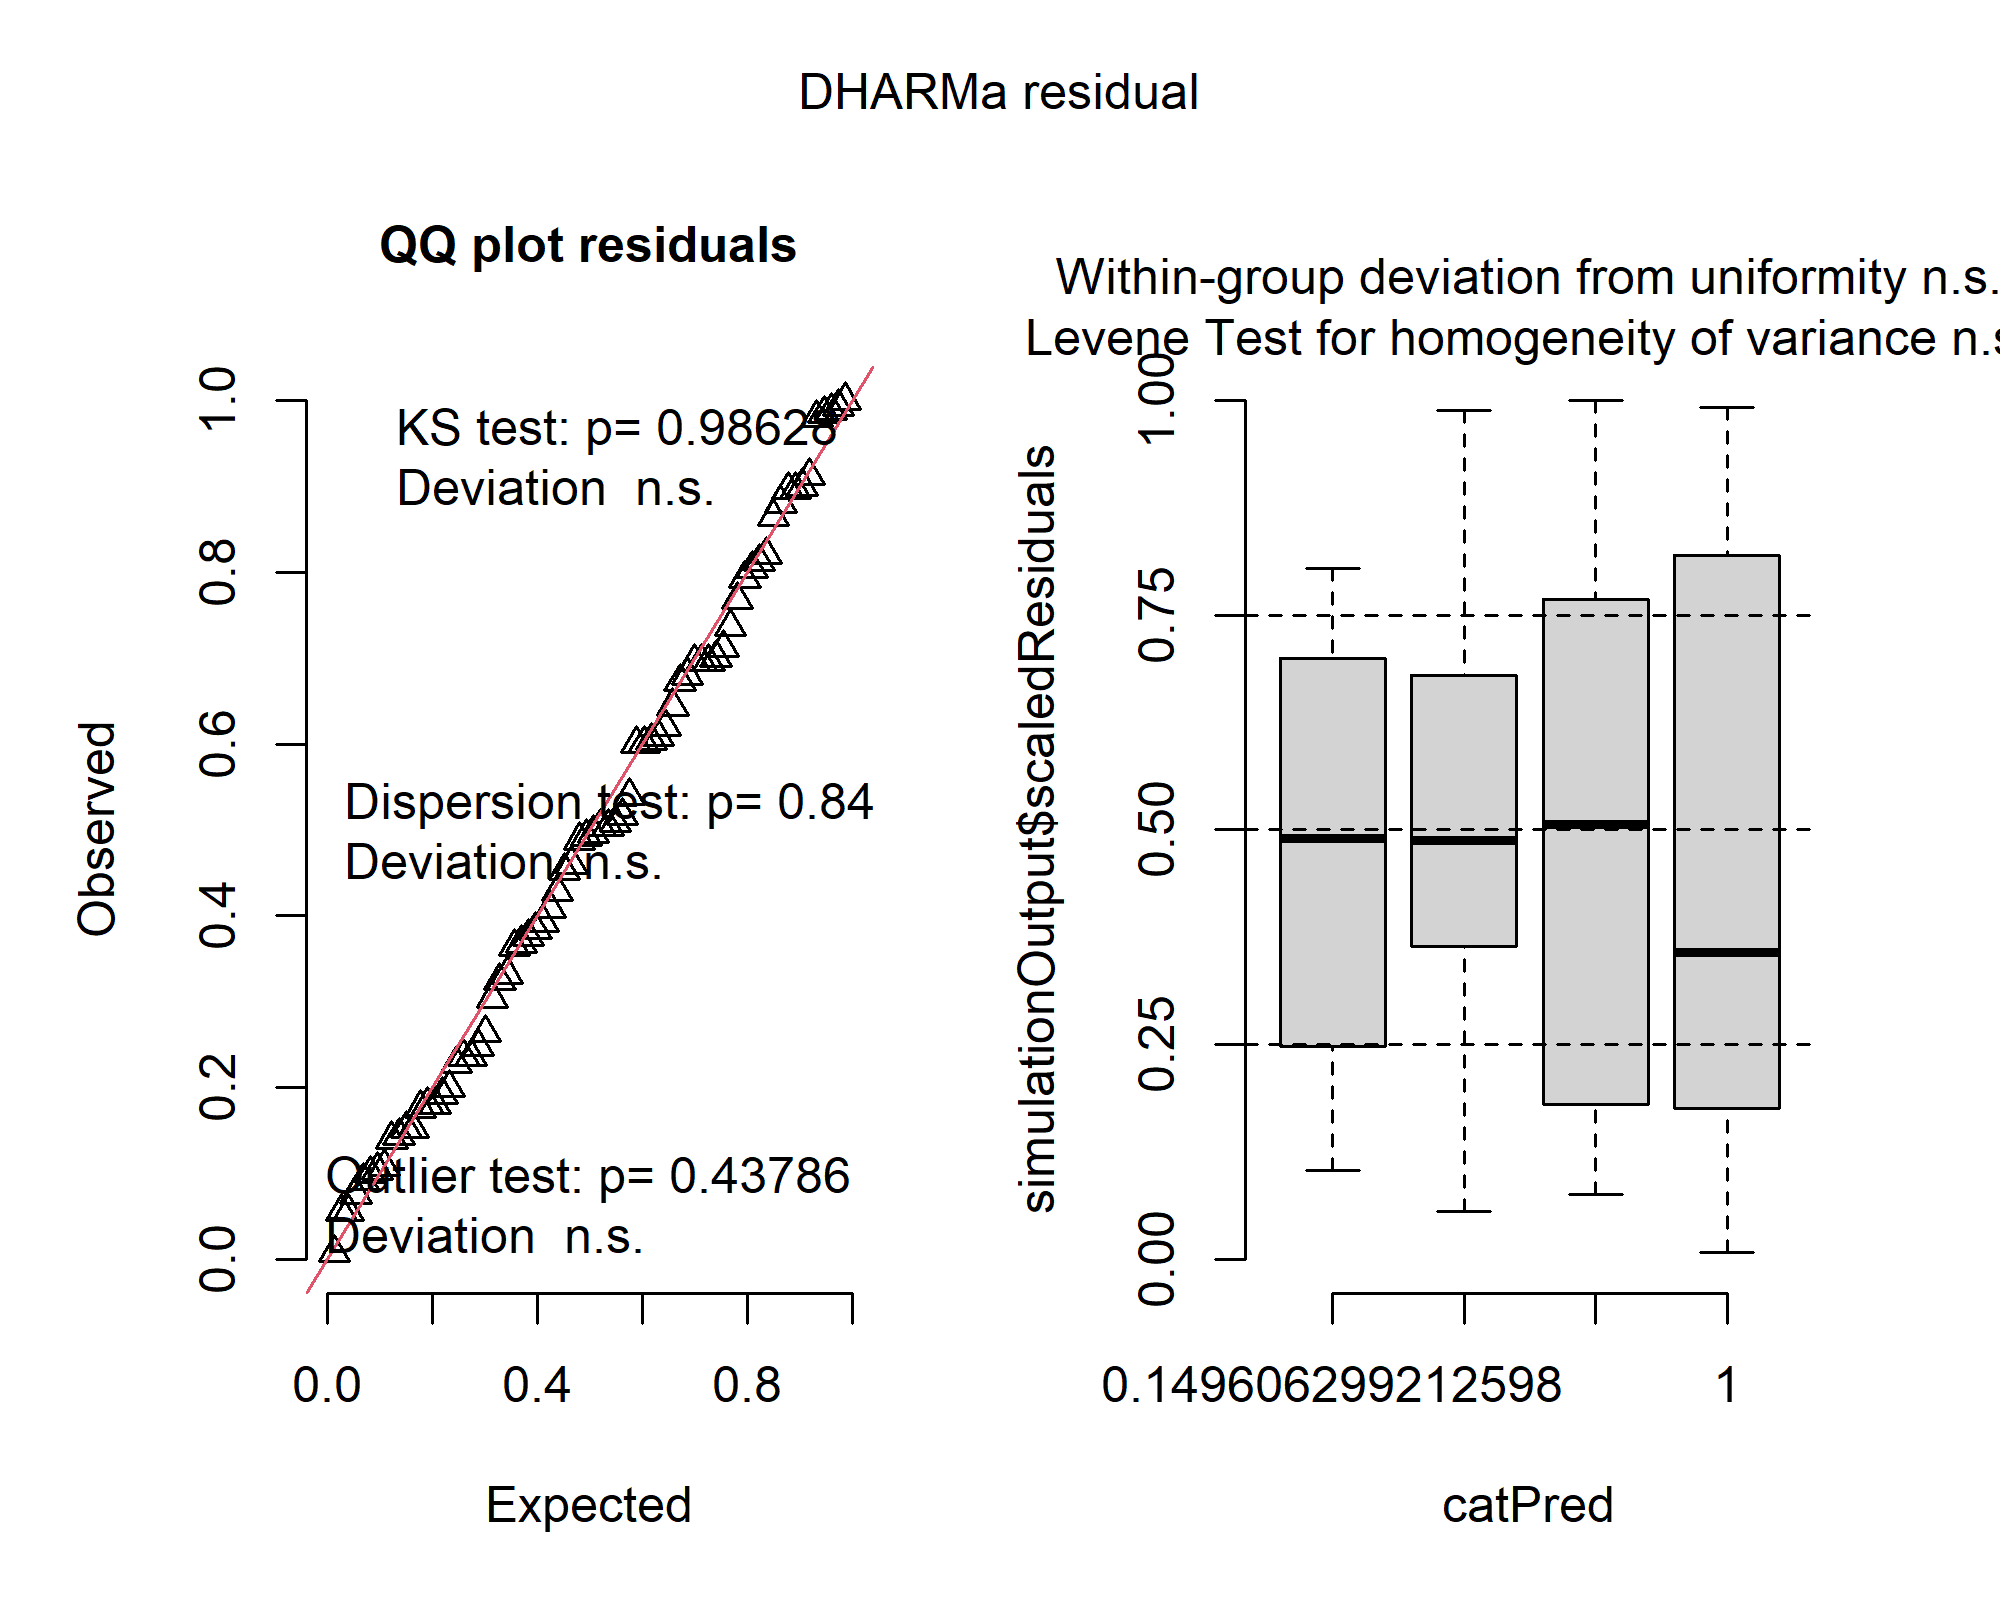 DHARMa residual
QQ plot residuals
KS test: p= 0.98628
Deviation  n.s.
Dispersion test: p= 0.84
Deviation  n.s.
Outlier test: p= 0.43786
Deviation  n.s.
Observed
1.0
0.8
0.6
0.4
0.2
0.0
0.0 0.4 0.8
Expected
Within-group deviation from uniformity n.s.
Levene Test for homogeneity of variance n.s
simulationOutput$scaledResiduals
1.00
0.75
0.50
0.25
0.00
0.149606299212598 1
catPred